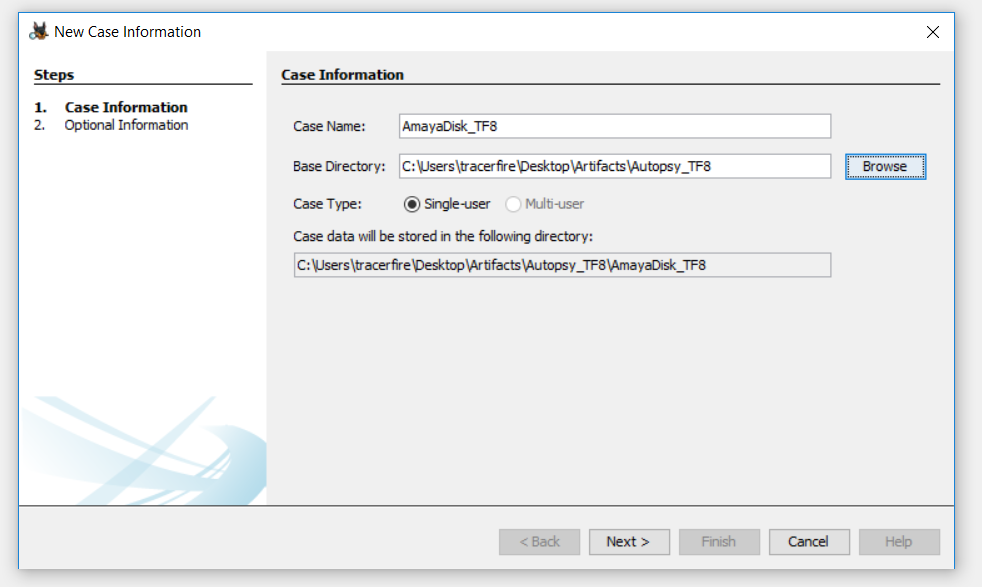 New Case Information
Steps
1. Case Information
2. Optional Information
Case Information
Case Name: AmayaDisk_TF8
Base Directory: C:\Users\tracerfire\Desktop\Artifacts\Autopsy_TF8 Browse
Case Type: Single-user Multi-user
Case data will be stored in the following directory:
C:\Users\tracerfire\Desktop\Artifacts\Autopsy_TF8\AmayaDisk_TF8
< Back Next > Finish Cancel Help